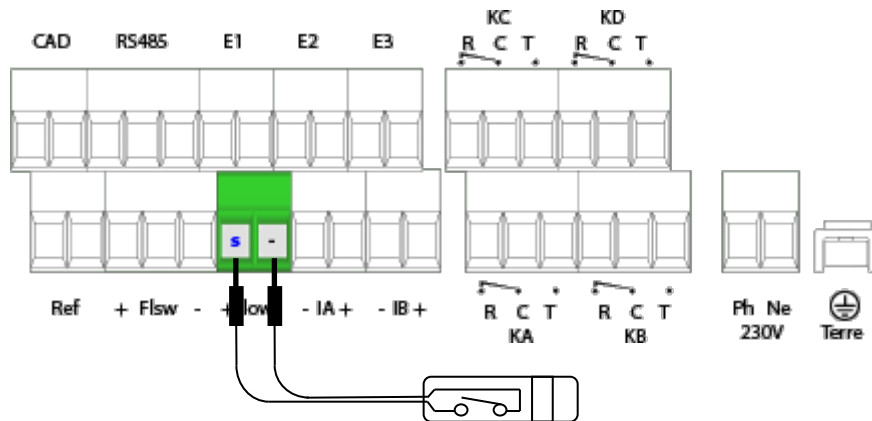 KC KD
CAD RS485 E1 E2 E3 R C T R C T
s -
Ref + Flsw - + Flow - IA + - IB + R C T R C T Ph Ne
KA KB 230V Terre